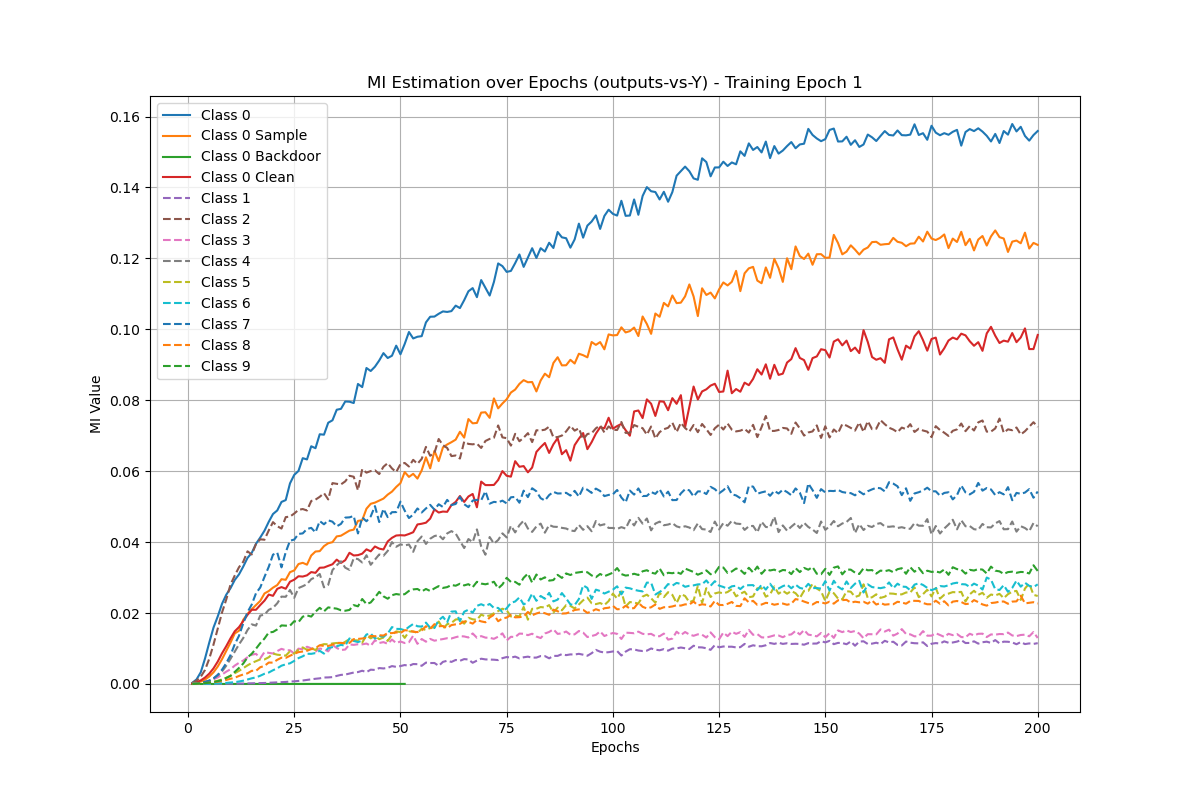 MI Estimation over Epochs (outputs-vs-Y) - Training Epoch 1
Class 0
Class 0 Sample
Class 0 Backdoor
Class 0 Clean
Class 1
Class 2
Class 3
Class 4
Class 5
Class 6
Class 7
Class 8
Class 9
MI Value
0.16
0.14
0.12
0.10
0.08
0.06
0.04
0.02
0.00
0 25 50 75 100 125 150 175 200
Epochs